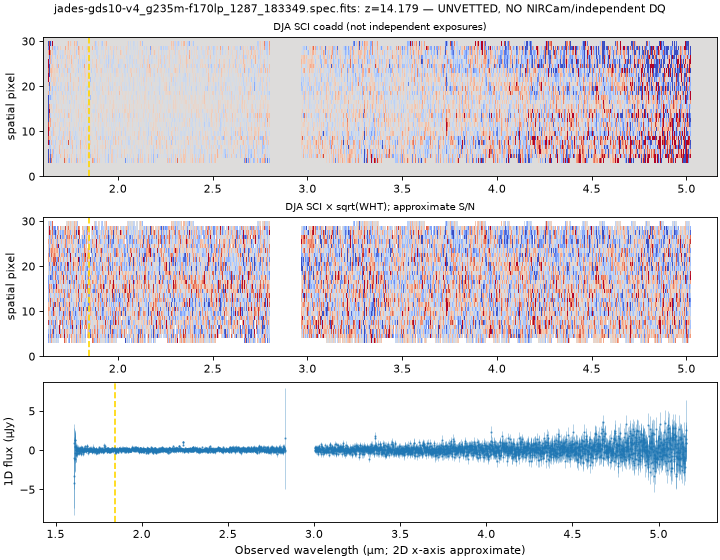 jades-gds10-v4_g235m-f170lp_1287_183349.spec.fits: z=14.179 — UNVETTED, NO NIRCam/independent DQ
DJA SCI coadd (not independent exposures)
spatial pixel
30
20
10
0
2.0 2.5 3.0 3.5 4.0 4.5 5.0
DJA SCI × sqrt(WHT); approximate S/N
spatial pixel
30
20
10
0
2.0 2.5 3.0 3.5 4.0 4.5 5.0
1D flux (μJy)
5
0
−5
1.5 2.0 2.5 3.0 3.5 4.0 4.5 5.0
Observed wavelength (μm; 2D x-axis approximate)